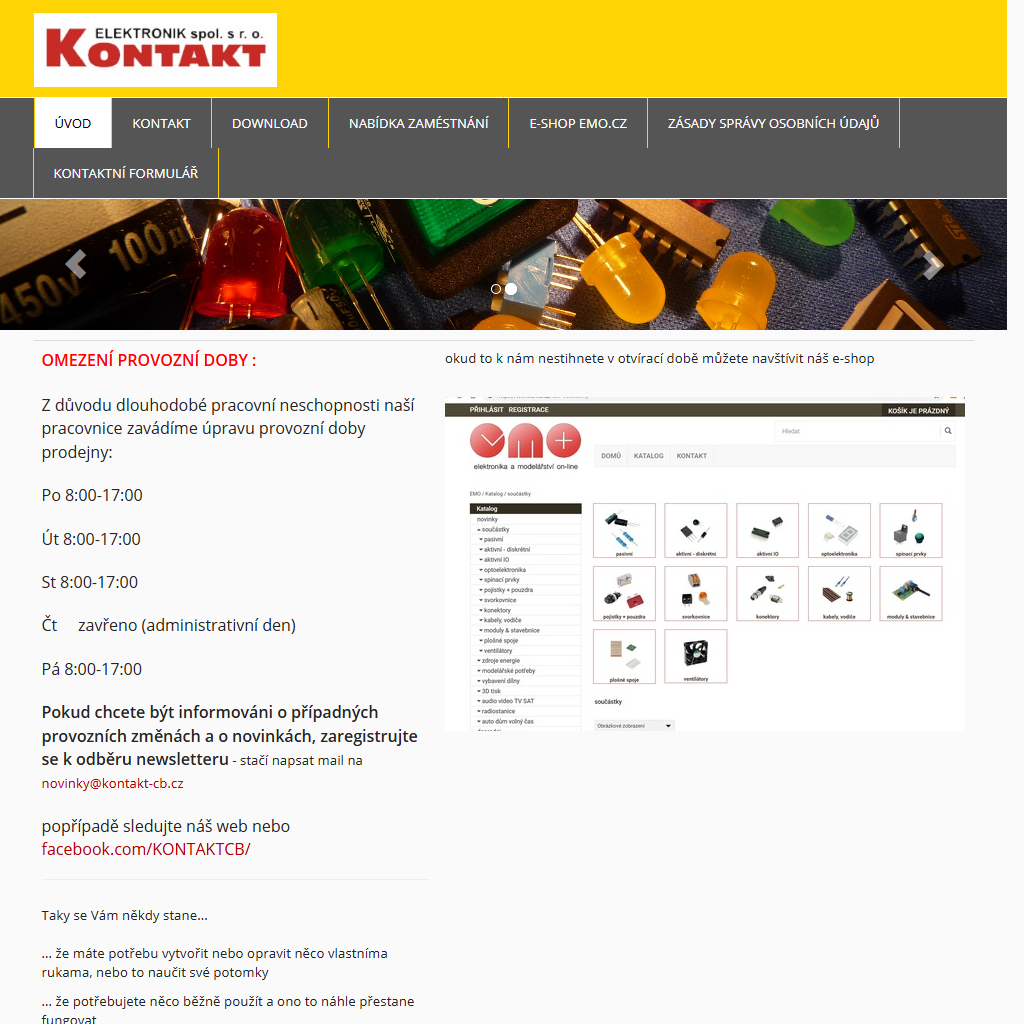 ELEKTRONIK spol. s r. o.
KONTAKT
ÚVOD
KONTAKT
DOWNLOAD
NABÍDKA ZAMĚSTNÁNÍ
E-SHOP EMO.CZ
ZÁSADY SPRÁVY OSOBNÍCH ÚDAJŮ
KONTAKTNÍ FORMULÁŘ
450v
100µ
OMEZENÍ PROVOZNÍ DOBY :
Z důvodu dlouhodobé pracovní neschopnosti naší
pracovnice zavádíme úpravu provozní doby
prodejny:
Po 8:00-17:00
Út 8:00-17:00
St 8:00-17:00
Čt zavřeno (administrativní den)
Pá 8:00-17:00
Pokud chcete být informováni o případných
provozních změnách a o novinkách, zaregistrujte
se k odběru newsletteru - stačí napsat mail na
novinky@kontakt-cb.cz
popřípadě sledujte náš web nebo
facebook.com/KONTAKTCB/
Taky se Vám někdy stane...
... že máte potřebu vytvořit nebo opravit něco vlastníma
rukama, nebo to naučit své potomky
... že potřebujete něco běžně použít a ono to náhle přestane
fungovat
okud to k nám nestihnete v otvírací době můžete navštívit náš e-shop
PŘIHLÁSIT REGISTRACE
KOŠÍK JE PRÁZDNÝ
emo
elektronika a modelářství on-line
Hledat
DOMŮ
KATALOG
KONTAKT
EMO / Katalog / součástky
Katalog
novinky
součástky
pasivní
aktivní - diskrétní
aktivní IO
optoelektronika
spínací prvky
pojistky + pouzdra
svorkovnice
konektory
kabely, vodiče
moduly & stavebnice
plošné spoje
ventilátory
zdroje energie
modelářské potřeby
vybavení dílny
3D tisk
audio video TV SAT
radiostanice
auto dům volný čas
pasivní
aktivní - diskrétní
aktivní IO
optoelektronika
spínací prvky
pojistky + pouzdra
svorkovnice
konektory
kabely, vodiče
moduly & stavebnice
plošné spoje
ventilátory
součástky
Obrázkové zobrazení